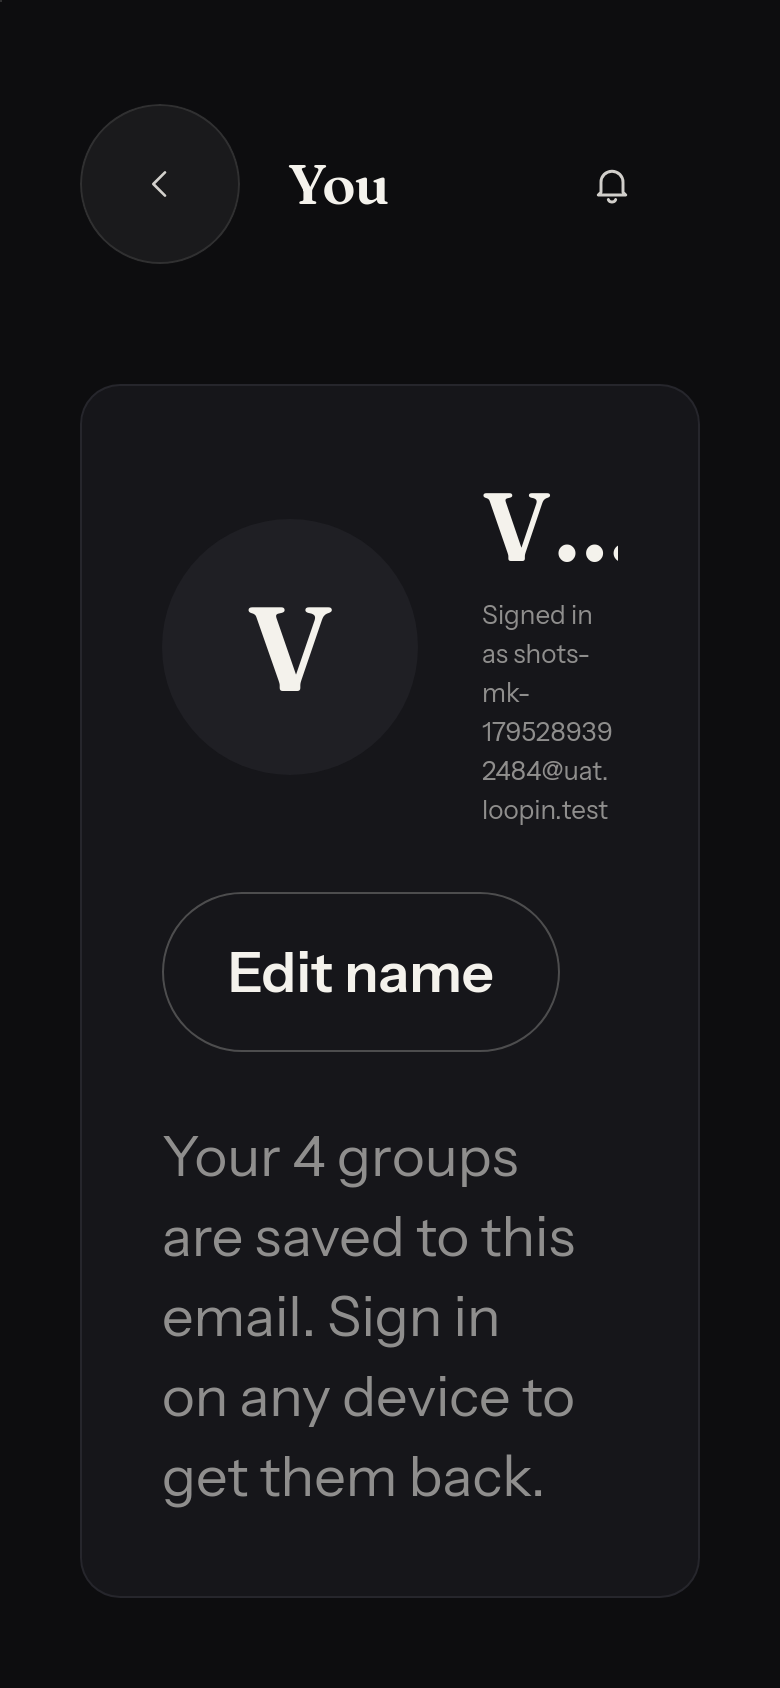 You
V
V...
Signed in
as shots-
mk-
179528939
2484@uat.
loopin.test
Edit name
Your 4 groups
are saved to this
email. Sign in
on any device to
get them back.